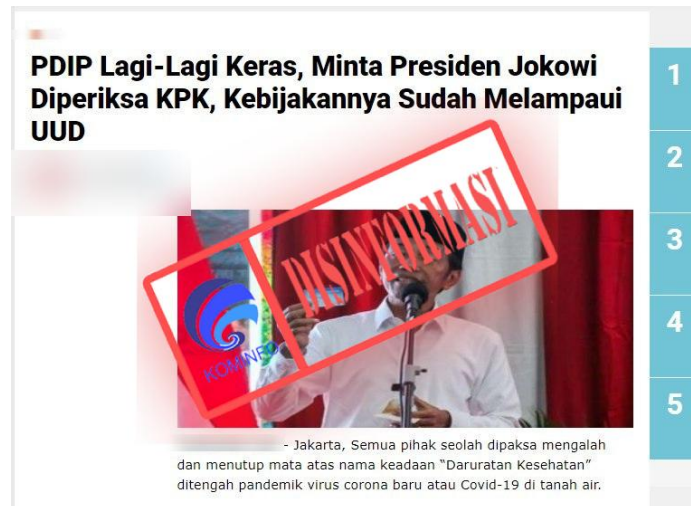 PDIP Lagi-Lagi Keras, Minta Presiden Jokowi
Diperiksa KPK, Kebijakannya Sudah Melampaui
UUD
1
2
3
4
5
DISINFORMASI
KOMINFO
- Jakarta, Semua pihak seolah dipaksa mengalah
dan menutup mata atas nama keadaan “Daruratan Kesehatan”
ditengah pandemik virus corona baru atau Covid-19 di tanah air.